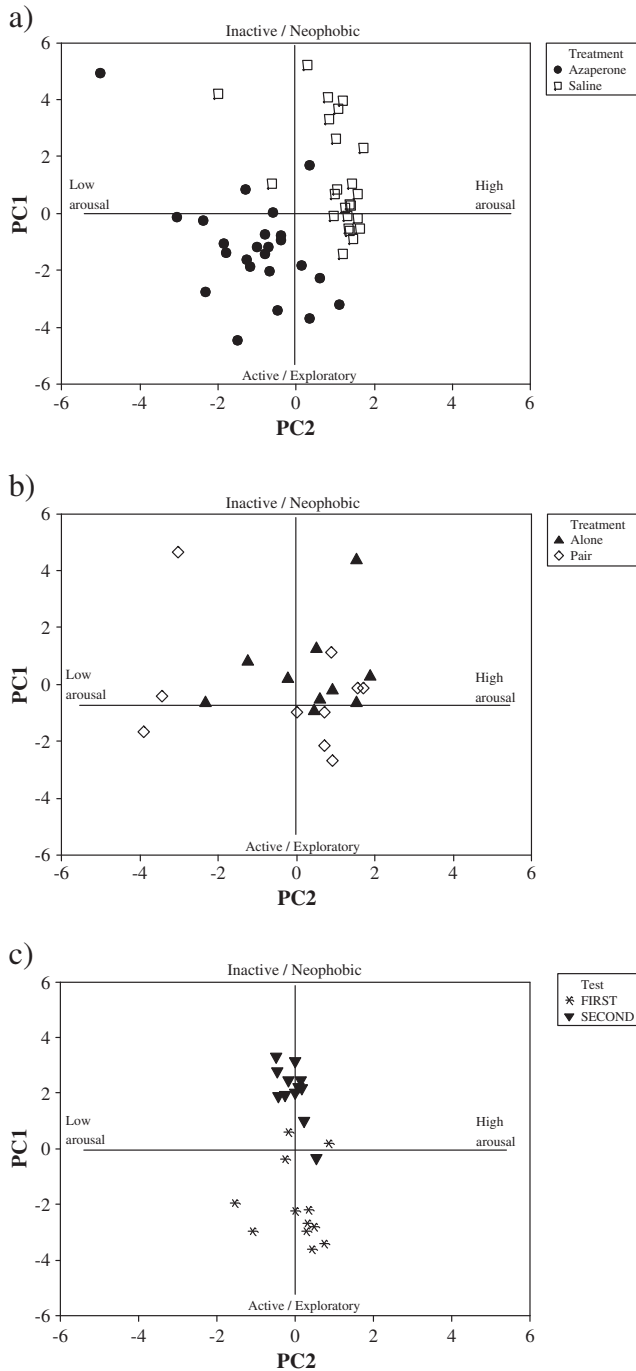 a)
Inactive / Neophobic
6
4
2
0
-2
-4
-6
PC1
Low
arousal
High
arousal
Active / Exploratory
-6
-4
-2
0
2
4
6
PC2
Treatment
Azaperone
Saline
b)
Inactive / Neophobic
6
4
2
0
-2
-4
-6
PC1
Low
arousal
High
arousal
Active / Exploratory
-6
-4
-2
0
2
4
6
PC2
Treatment
Alone
Pair
c)
Inactive / Neophobic
6
4
2
0
-2
-4
-6
PC1
Low
arousal
High
arousal
Active / Exploratory
-6
-4
-2
0
2
4
6
PC2
Test
FIRST
SECOND